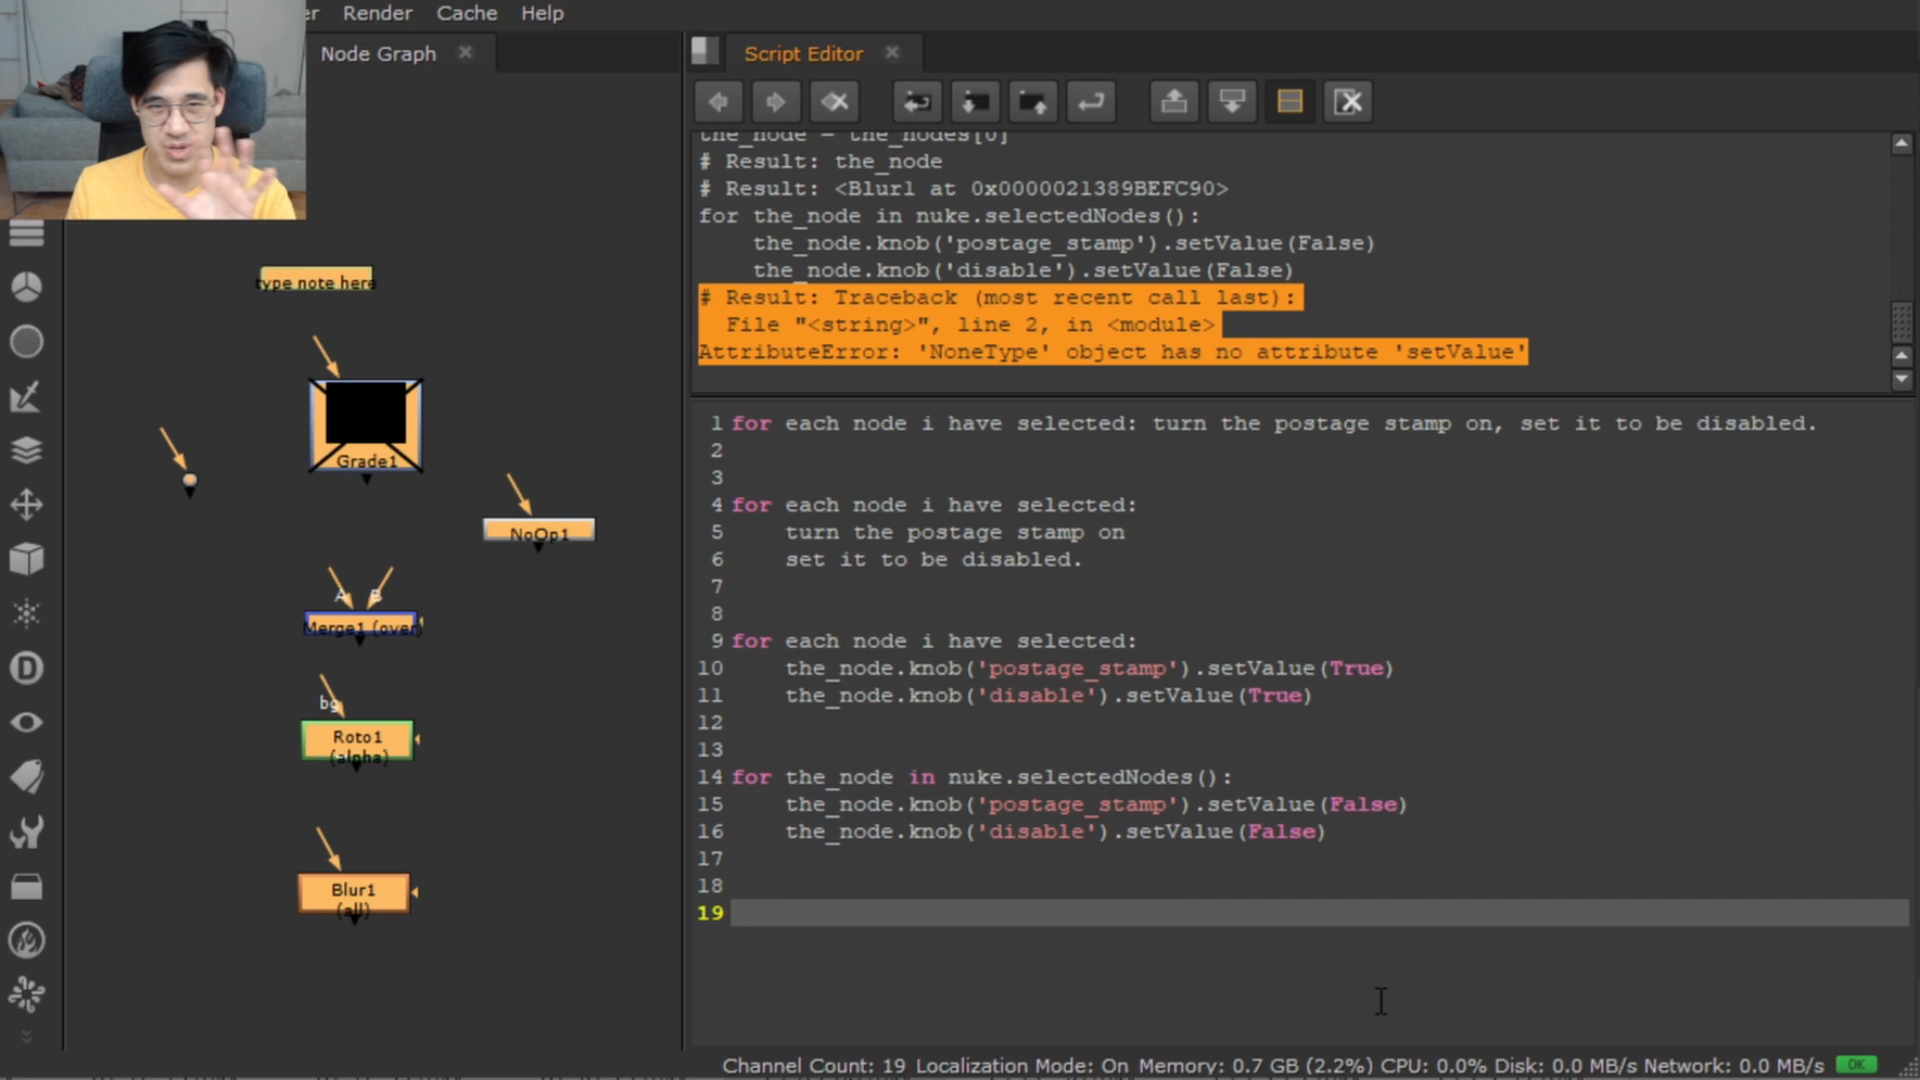 er Render Cache Help
Node Graph
Script Editor
the_node = the_nodes[0]
# Result: the_node
# Result: <Blur1 at 0x0000021389BEFC90>
for the_node in nuke.selectedNodes():
    the_node.knob('postage_stamp').setValue(False)
    the_node.knob('disable').setValue(False)
# Result: Traceback (most recent call last):
  File "<string>", line 2, in <module>
AttributeError: 'NoneType' object has no attribute 'setValue'
type note here
Grade1
NoOp1
A B
Merge1 (over)
bg
Roto1
(alpha)
Blur1
(all)
D
1 for each node i have selected: turn the postage stamp on, set it to be disabled.
2
3
4 for each node i have selected:
5     turn the postage stamp on
6     set it to be disabled.
7
8
9 for each node i have selected:
10     the_node.knob('postage_stamp').setValue(True)
11     the_node.knob('disable').setValue(True)
12
13
14 for the_node in nuke.selectedNodes():
15     the_node.knob('postage_stamp').setValue(False)
16     the_node.knob('disable').setValue(False)
17
18
19
Channel Count: 19 Localization Mode: On Memory: 0.7 GB (2.2%) CPU: 0.0% Disk: 0.0 MB/s Network: 0.0 MB/s OK